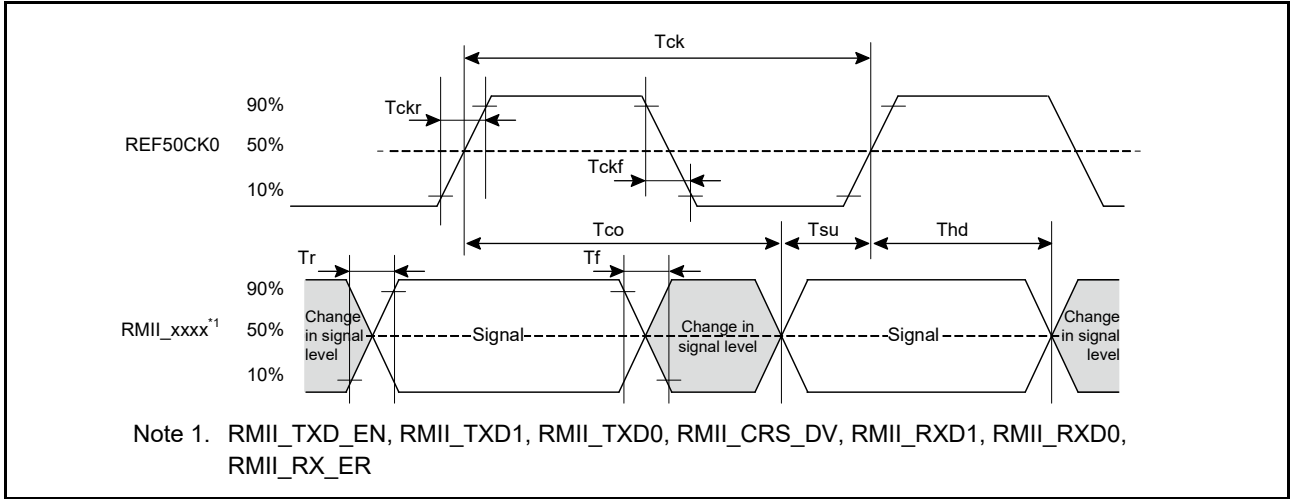 Tck
90%
Tckr
REF50CK0
50%
Tckf
10%
Tco
Tsu
Thd
Tr
Tf
90%
RMII_xxxx*1
50%
Change
in signal
level
Signal
Change in
signal level
Signal
Change
in signal
level
10%
Note 1. RMII_TXD_EN, RMII_TXD1, RMII_TXD0, RMII_CRS_DV, RMII_RXD1, RMII_RXD0,
RMII_RX_ER